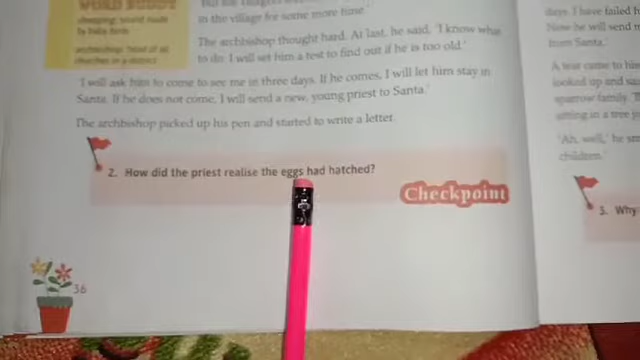 WORD BUDDY
cheeping: sound made
by baby birds
archbishop: head of all
churches in a district
in the village for some more time.'
The archbishop thought hard. At last, he said, 'I know what
to do. I will set him a test to find out if he is too old.'
'I will ask him to come to see me in three days. If he comes, I will let him stay in
Santa. If he does not come, I will send a new, young priest to Santa.'
The archbishop picked up his pen and started to write a letter.
2. How did the priest realise the eggs had hatched?
Checkpoint
36
days. I have failed h
Now he will send m
from Santa.'
A tear came to his
looked up and sa
sparrow family. T
sitting in a tree j
'Ah, well,' he sm
children.'
3. Why